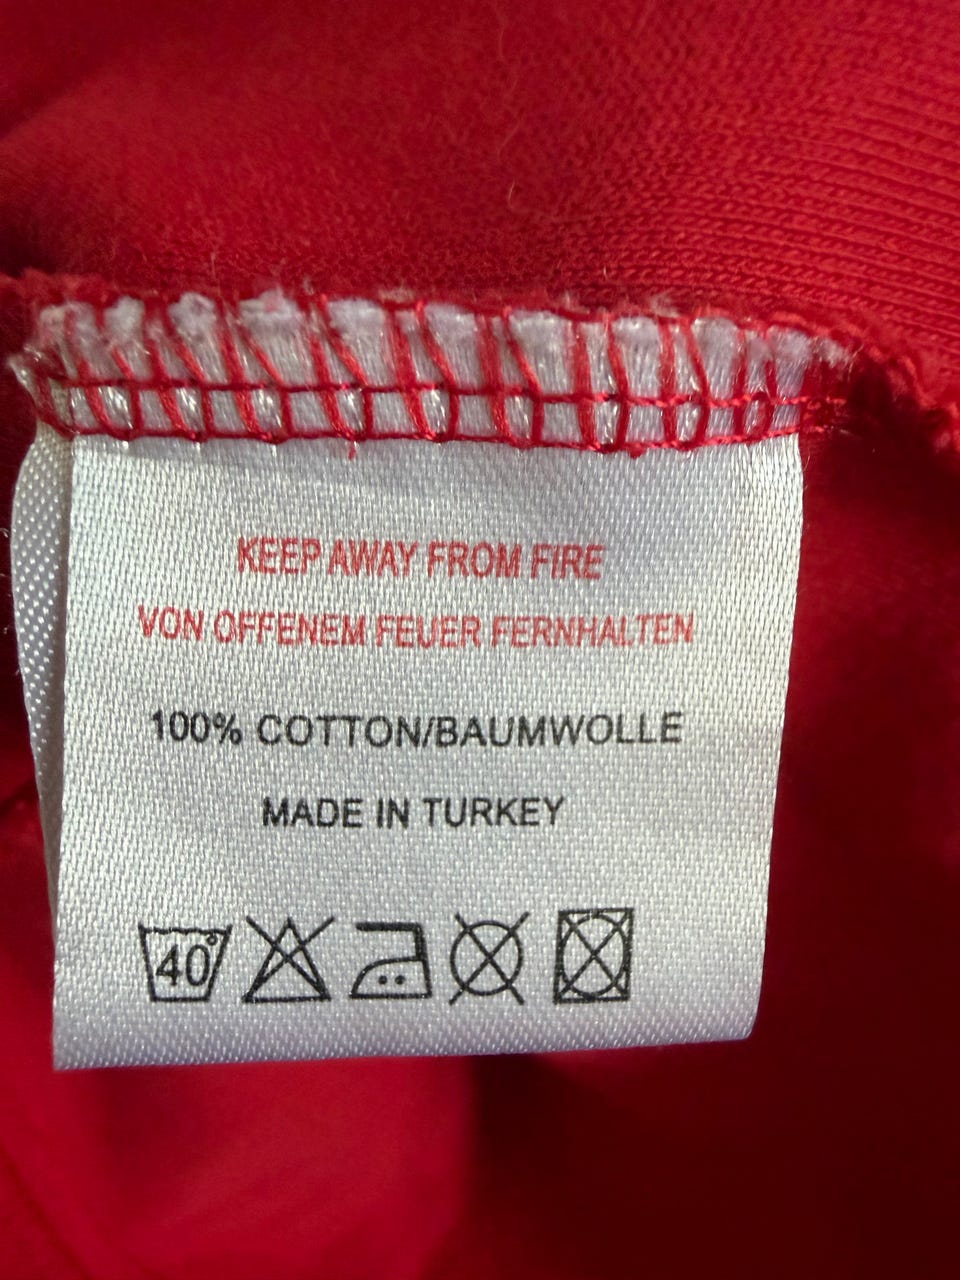 KEEP AWAY FROM FIRE
VON OFFENEM FEUER FERNHALTEN
100% COTTON/BAUMWOLLE
MADE IN TURKEY
40°